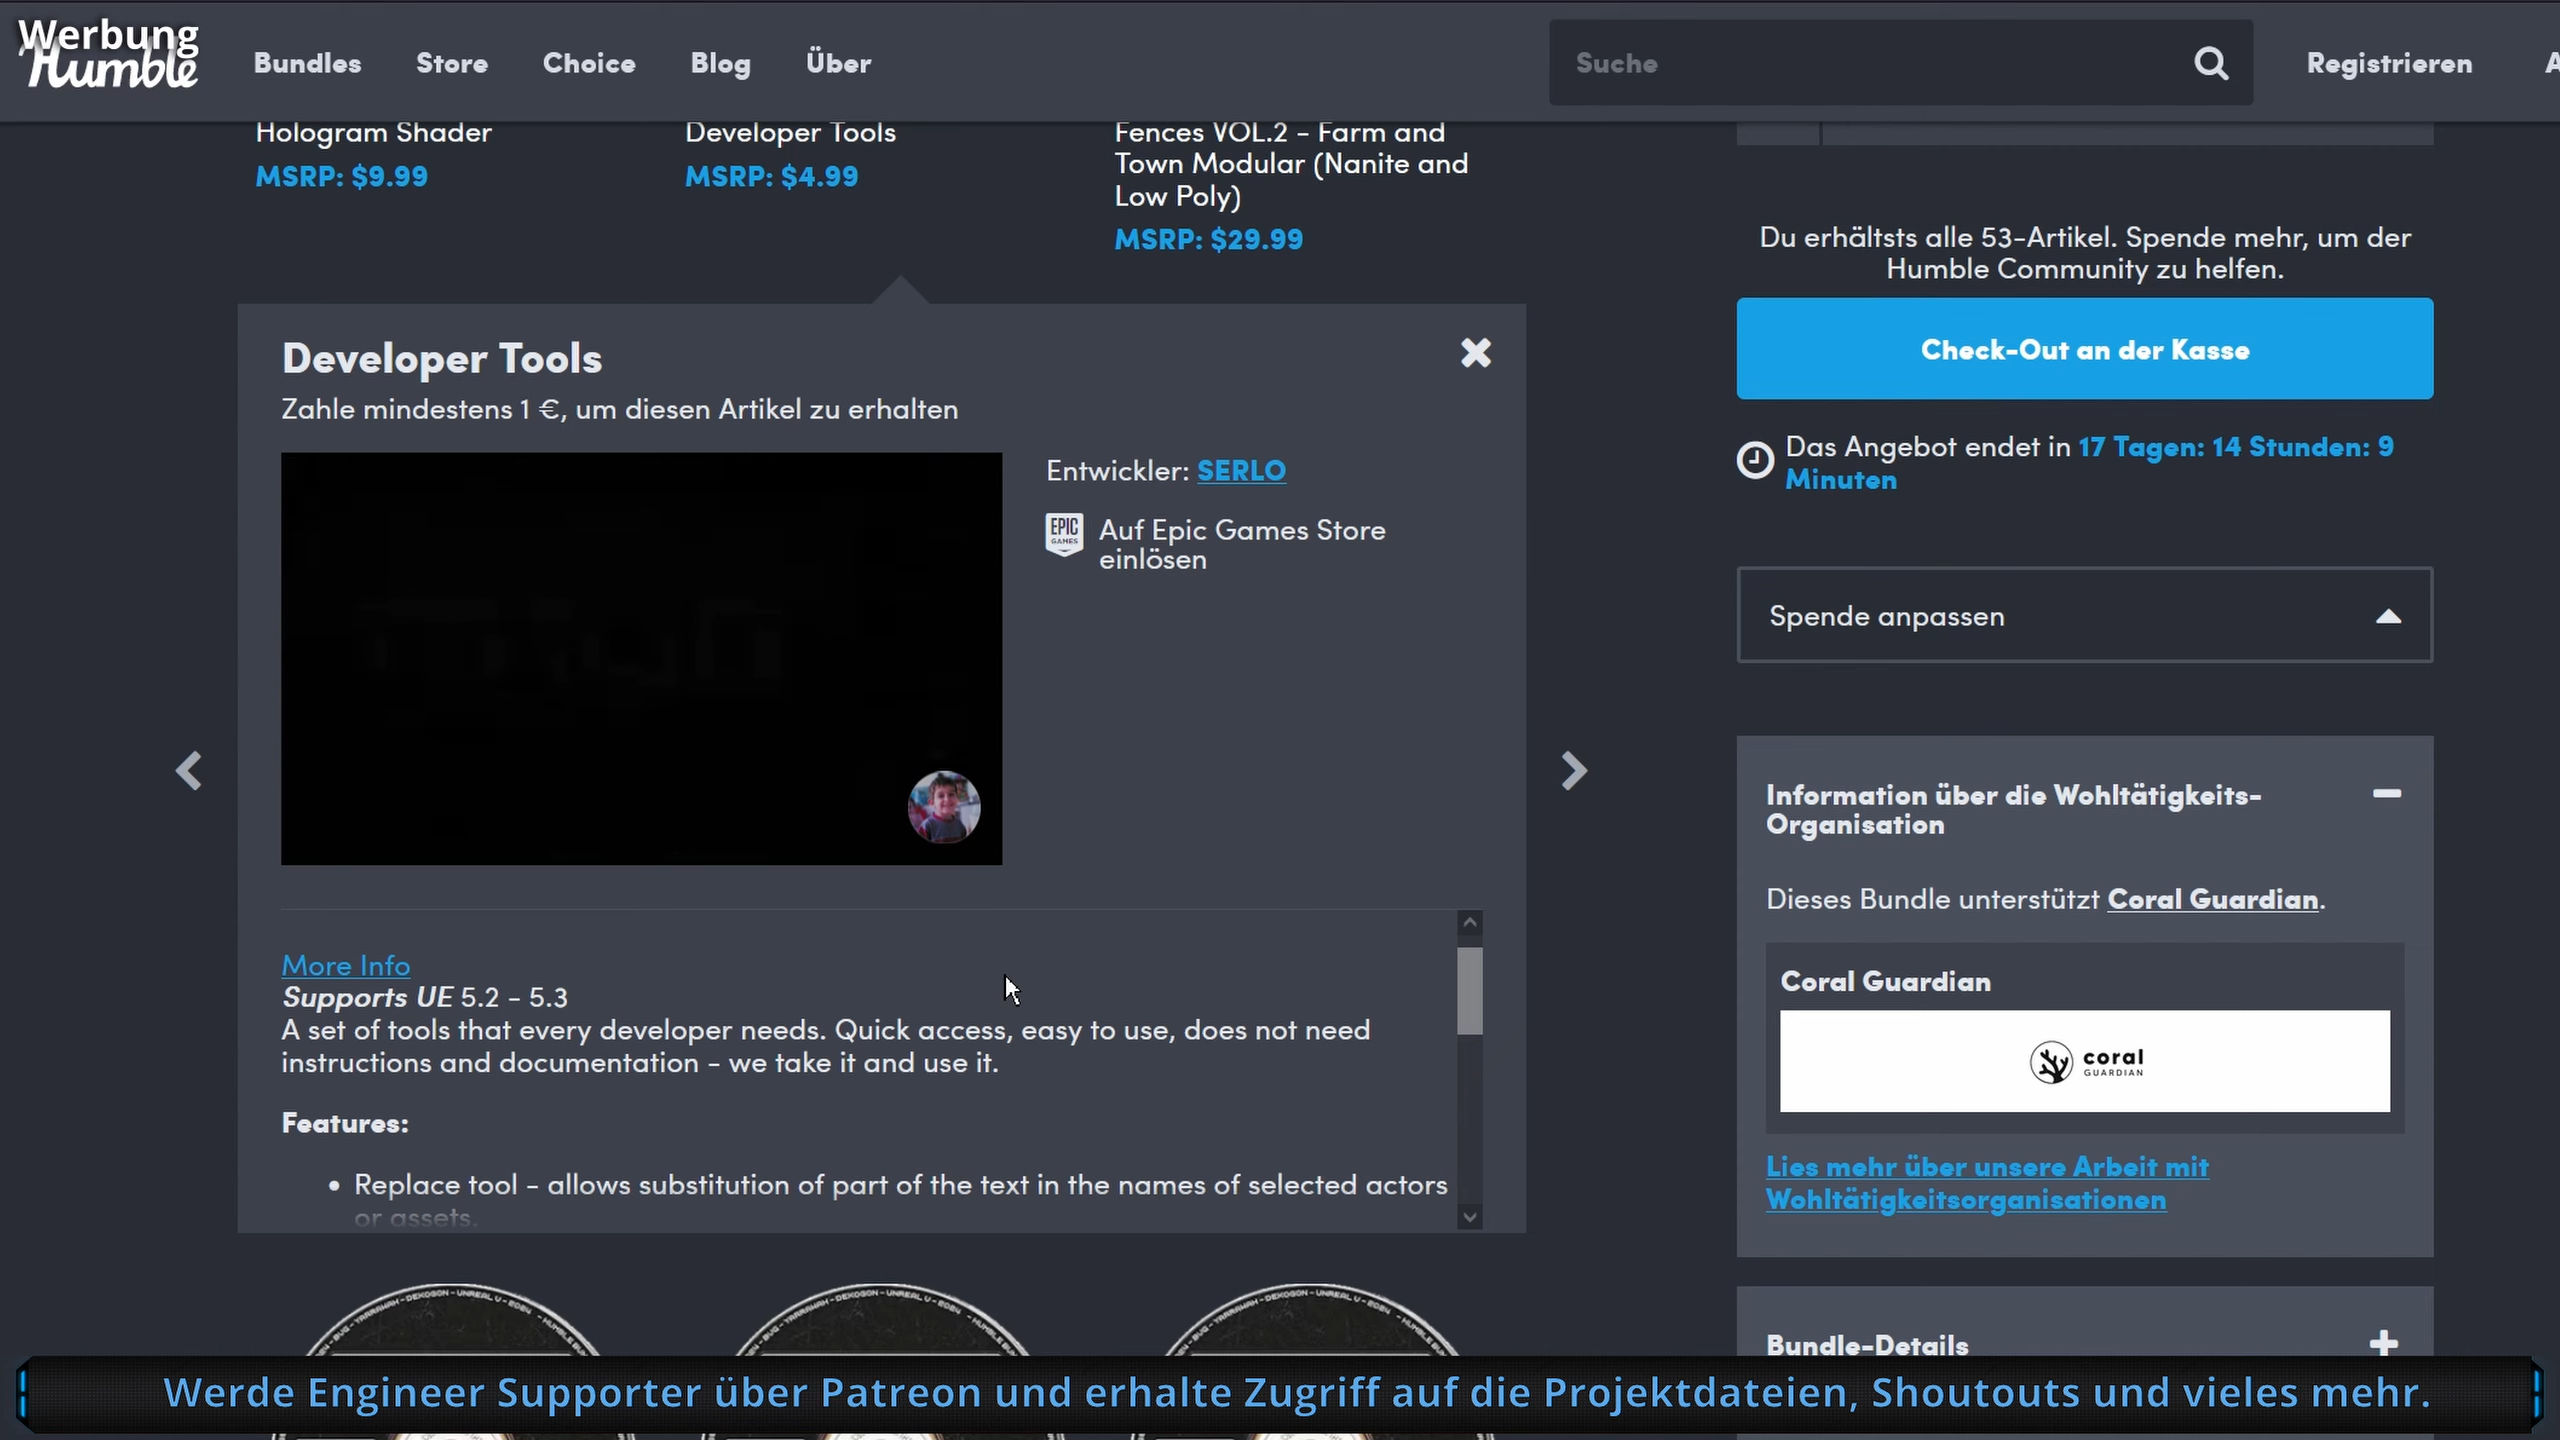 Werbung
Humble
Bundles
Store
Choice
Blog
Über
Suche
Registrieren
A
Hologram Shader
MSRP: $9.99
Developer Tools
MSRP: $4.99
Fences VOL.2 - Farm and
Town Modular (Nanite and
Low Poly)
MSRP: $29.99
Developer Tools
Zahle mindestens 1 €, um diesen Artikel zu erhalten
Entwickler: SERLO
EPIC
GAMES
Auf Epic Games Store
einlösen
More Info
Supports UE 5.2 - 5.3
A set of tools that every developer needs. Quick access, easy to use, does not need
instructions and documentation - we take it and use it.
Features:
• Replace tool - allows substitution of part of the text in the names of selected actors
or assets.
Du erhältsts alle 53-Artikel. Spende mehr, um der
Humble Community zu helfen.
Check-Out an der Kasse
Das Angebot endet in 17 Tagen: 14 Stunden: 9
Minuten
Spende anpassen
Information über die Wohltätigkeits-
Organisation
Dieses Bundle unterstützt Coral Guardian.
Coral Guardian
coral
GUARDIAN
Lies mehr über unsere Arbeit mit
Wohltätigkeitsorganisationen
Bundle-Details
Werde Engineer Supporter über Patreon und erhalte Zugriff auf die Projektdateien, Shoutouts und vieles mehr.